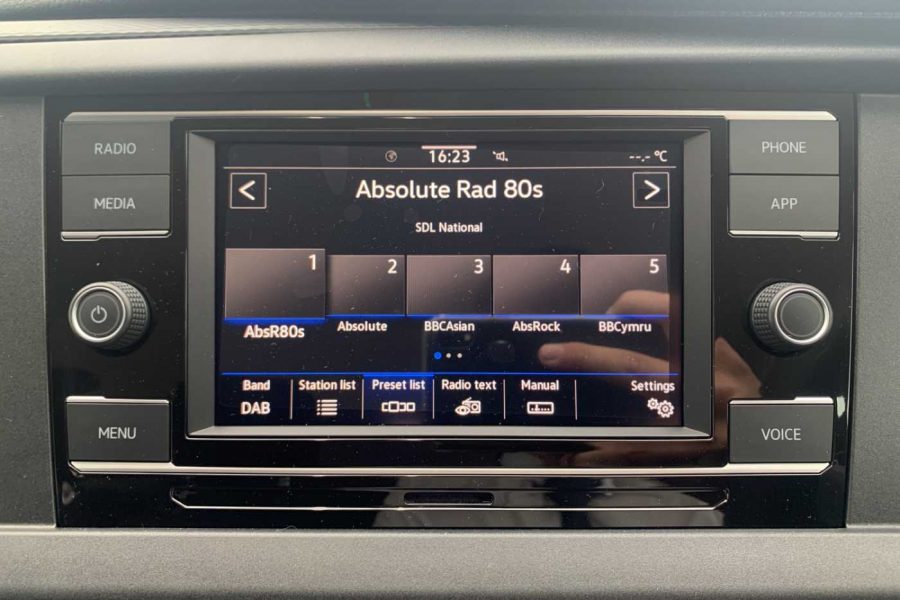 RADIO
MEDIA
MENU
16:23
--.- °C
<
Absolute Rad 80s
>
SDL National
1
2
3
4
5
AbsR80s
Absolute
BBCAsian
AbsRock
BBCymru
Band
Station list
Preset list
Radio text
Manual
Settings
DAB
PHONE
APP
VOICE